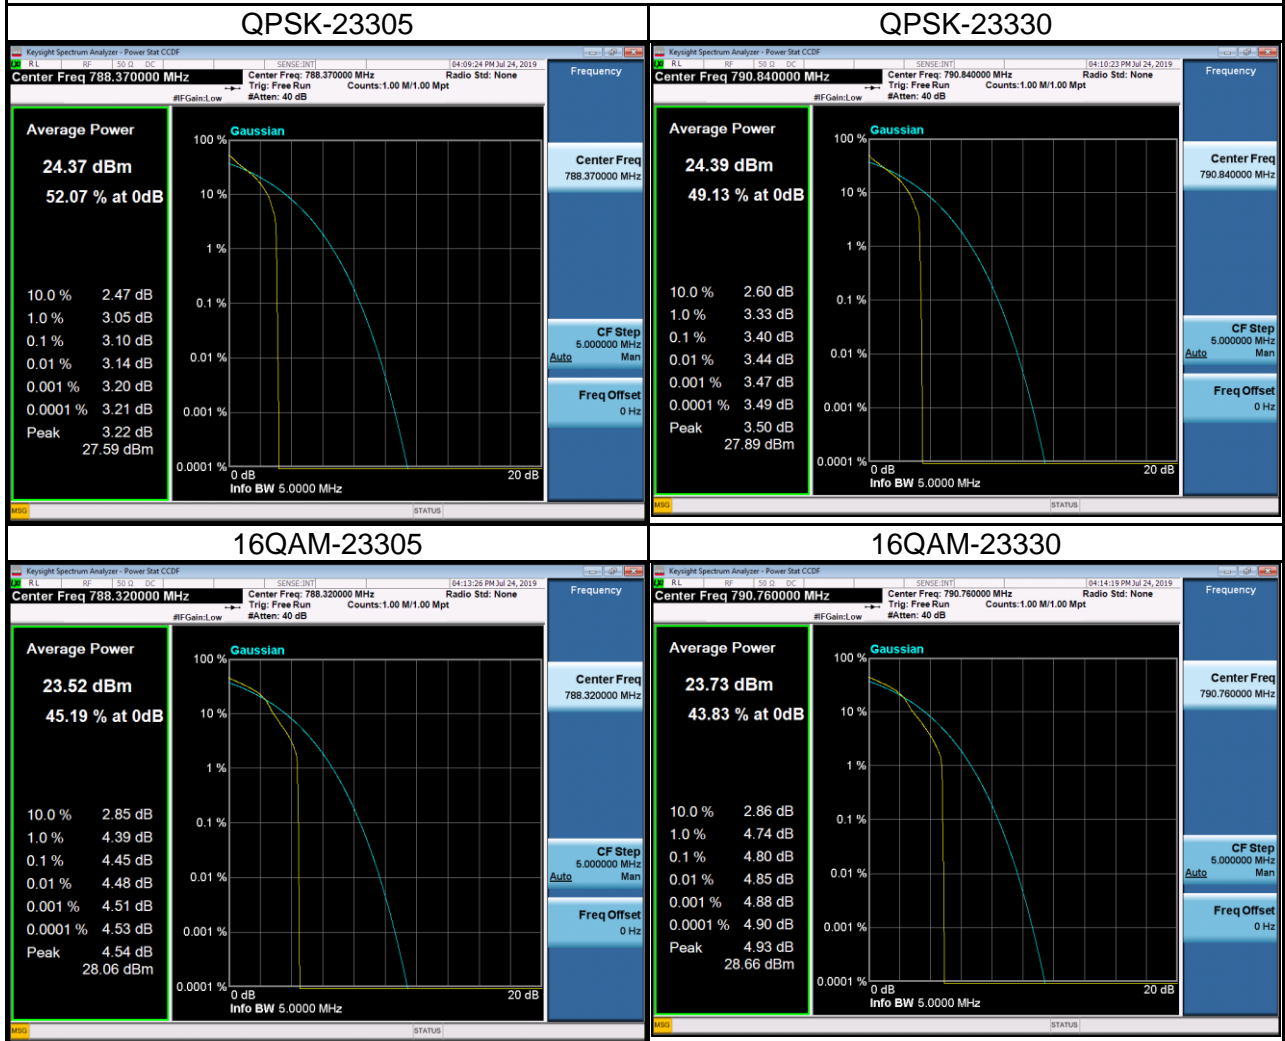 QPSK-23305
QPSK-23330
Keysight Spectrum Analyzer - Power Stat CCDF
RL RF 50 Ω DC SENSE:INT 04:09:24 PM Jul 24, 2019
Center Freq 788.370000 MHz
Center Freq: 788.370000 MHz Radio Std: None
Trig: Free Run Counts:1.00 M/1.00 Mpt
#IFGain:Low #Atten: 40 dB
Frequency
Average Power
24.37 dBm
52.07 % at 0dB
10.0 % 2.47 dB
1.0 % 3.05 dB
0.1 % 3.10 dB
0.01 % 3.14 dB
0.001 % 3.20 dB
0.0001 % 3.21 dB
Peak 3.22 dB
27.59 dBm
Gaussian
100 %
10 %
1 %
0.1 %
0.01 %
0.001 %
0.0001 %
0 dB 20 dB
Info BW 5.0000 MHz
Center Freq
788.370000 MHz
CF Step
5.000000 MHz
Auto Man
Freq Offset
0 Hz
MSG STATUS
Keysight Spectrum Analyzer - Power Stat CCDF
RL RF 50 Ω DC SENSE:INT 04:10:23 PM Jul 24, 2019
Center Freq 790.840000 MHz
Center Freq: 790.840000 MHz Radio Std: None
Trig: Free Run Counts:1.00 M/1.00 Mpt
#IFGain:Low #Atten: 40 dB
Frequency
Average Power
24.39 dBm
49.13 % at 0dB
10.0 % 2.60 dB
1.0 % 3.33 dB
0.1 % 3.40 dB
0.01 % 3.44 dB
0.001 % 3.47 dB
0.0001 % 3.49 dB
Peak 3.50 dB
27.89 dBm
Gaussian
100 %
10 %
1 %
0.1 %
0.01 %
0.001 %
0.0001 %
0 dB 20 dB
Info BW 5.0000 MHz
Center Freq
790.840000 MHz
CF Step
5.000000 MHz
Auto Man
Freq Offset
0 Hz
MSG STATUS
16QAM-23305
16QAM-23330
Keysight Spectrum Analyzer - Power Stat CCDF
RL RF 50 Ω DC SENSE:INT 04:13:26 PM Jul 24, 2019
Center Freq 788.320000 MHz
Center Freq: 788.320000 MHz Radio Std: None
Trig: Free Run Counts:1.00 M/1.00 Mpt
#IFGain:Low #Atten: 40 dB
Frequency
Average Power
23.52 dBm
45.19 % at 0dB
10.0 % 2.85 dB
1.0 % 4.39 dB
0.1 % 4.45 dB
0.01 % 4.48 dB
0.001 % 4.51 dB
0.0001 % 4.53 dB
Peak 4.54 dB
28.06 dBm
Gaussian
100 %
10 %
1 %
0.1 %
0.01 %
0.001 %
0.0001 %
0 dB 20 dB
Info BW 5.0000 MHz
Center Freq
788.320000 MHz
CF Step
5.000000 MHz
Auto Man
Freq Offset
0 Hz
MSG STATUS
Keysight Spectrum Analyzer - Power Stat CCDF
RL RF 50 Ω DC SENSE:INT 04:14:19 PM Jul 24, 2019
Center Freq 790.760000 MHz
Center Freq: 790.760000 MHz Radio Std: None
Trig: Free Run Counts:1.00 M/1.00 Mpt
#IFGain:Low #Atten: 40 dB
Frequency
Average Power
23.73 dBm
43.83 % at 0dB
10.0 % 2.86 dB
1.0 % 4.74 dB
0.1 % 4.80 dB
0.01 % 4.85 dB
0.001 % 4.88 dB
0.0001 % 4.90 dB
Peak 4.93 dB
28.66 dBm
Gaussian
100 %
10 %
1 %
0.1 %
0.01 %
0.001 %
0.0001 %
0 dB 20 dB
Info BW 5.0000 MHz
Center Freq
790.760000 MHz
CF Step
5.000000 MHz
Auto Man
Freq Offset
0 Hz
MSG STATUS